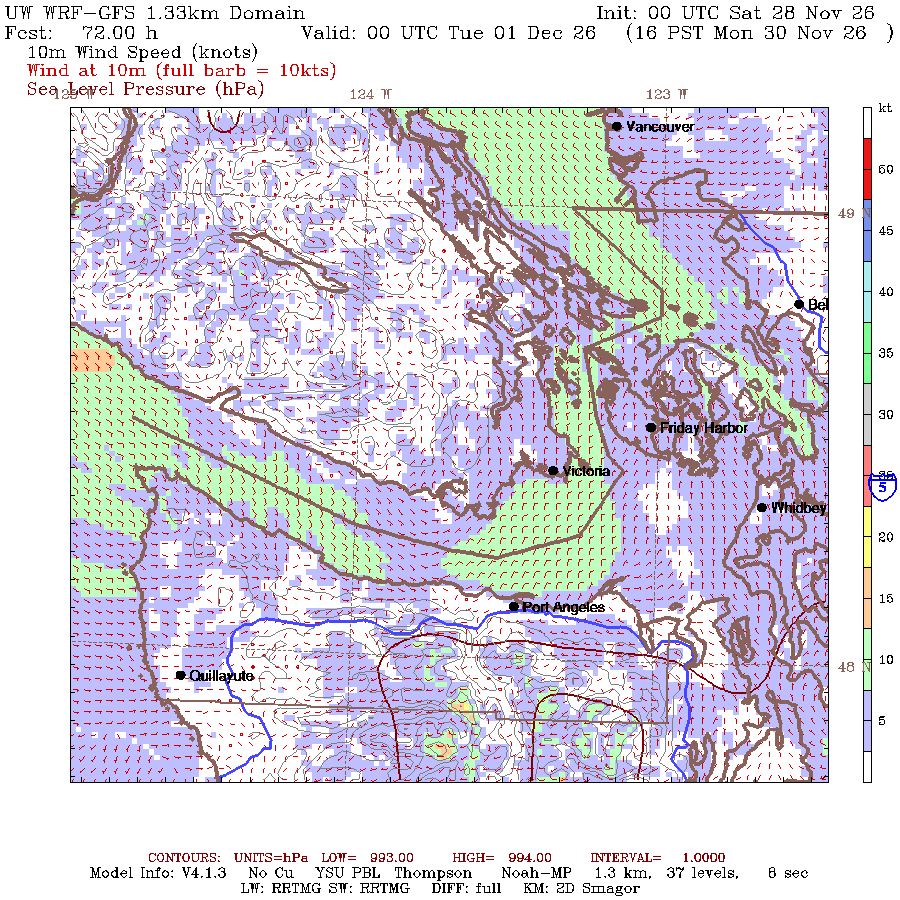 UW WRF-GFS 1.33km Domain Init: 00 UTC Sat 28 Nov 26
Fcst: 72.00 h Valid: 00 UTC Tue 01 Dec 26 (16 PST Mon 30 Nov 26 )
10m Wind Speed (knots)
Wind at 10m (full barb = 10kts)
Sea Level Pressure (hPa)
125 W 124 W 123 W
kt
Vancouver
60
49 N
45
40
Bel
35
30
Friday Harbor
25
Victoria
5
Whidbey
20
15
Port Angeles
10
48 N
Quillayute
5
CONTOURS: UNITS=hPa LOW= 993.00 HIGH= 994.00 INTERVAL= 1.0000
Model Info: V4.1.3 No Cu YSU PBL Thompson Noah-MP 1.3 km, 37 levels, 8 sec
LW: RRTMG SW: RRTMG DIFF: full KM: 2D Smagor